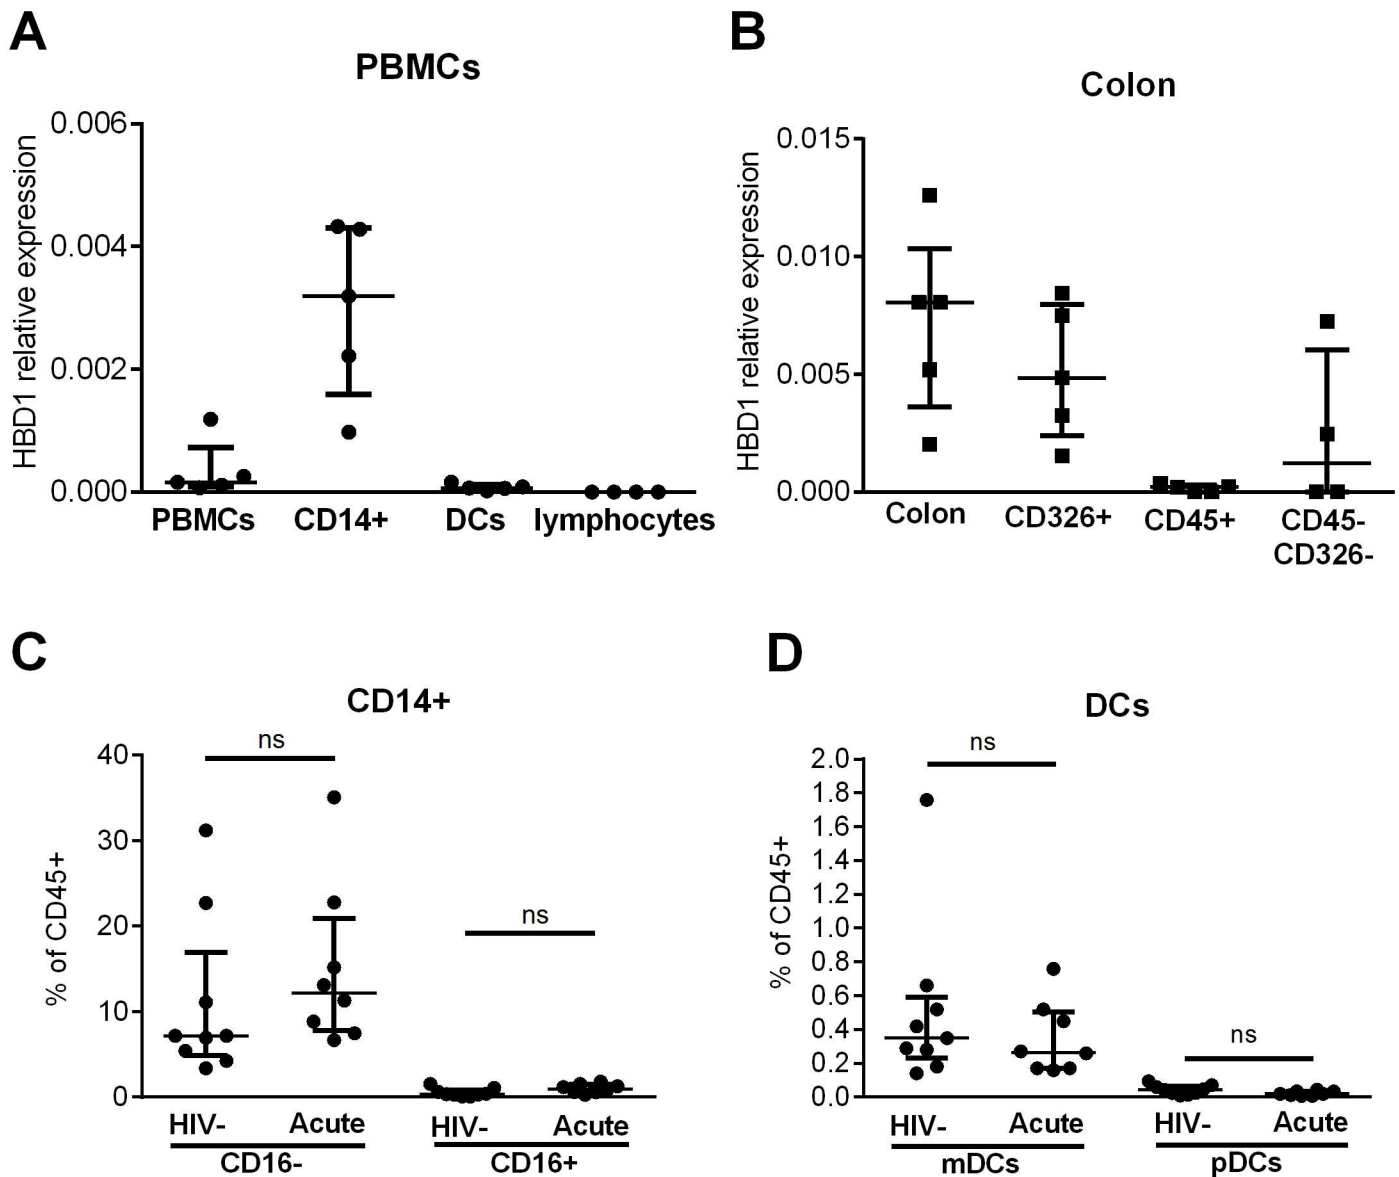 A
PBMCs
HBD1 relative expression
0.006
0.004
0.002
0.000
PBMCs CD14+ DCs lymphocytes
B
Colon
HBD1 relative expression
0.015
0.010
0.005
0.000
Colon CD326+ CD45+ CD45-
CD326-
C
CD14+
% of CD45+
40
30
20
10
0
ns
ns
HIV- Acute HIV- Acute
CD16- CD16+
D
DCs
% of CD45+
2.0
1.8
1.6
1.4
1.2
1.0
0.8
0.6
0.4
0.2
0.0
ns
ns
HIV- Acute HIV- Acute
mDCs pDCs